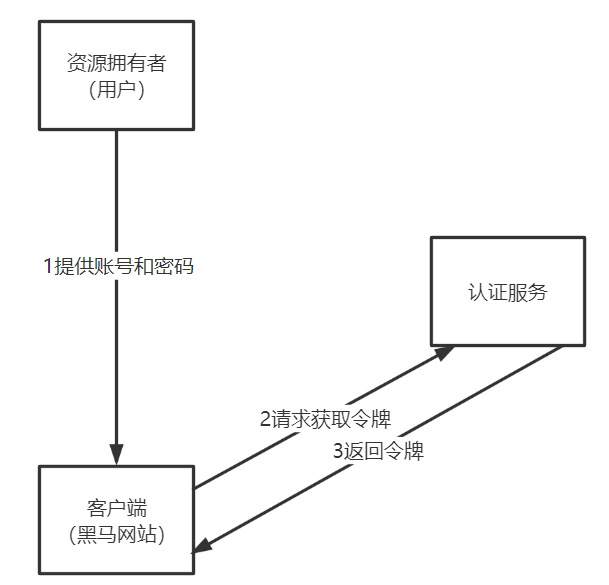 资源拥有者
（用户）
1提供账号和密码
认证服务
2请求获取令牌
3返回令牌
客户端
（黑马网站）